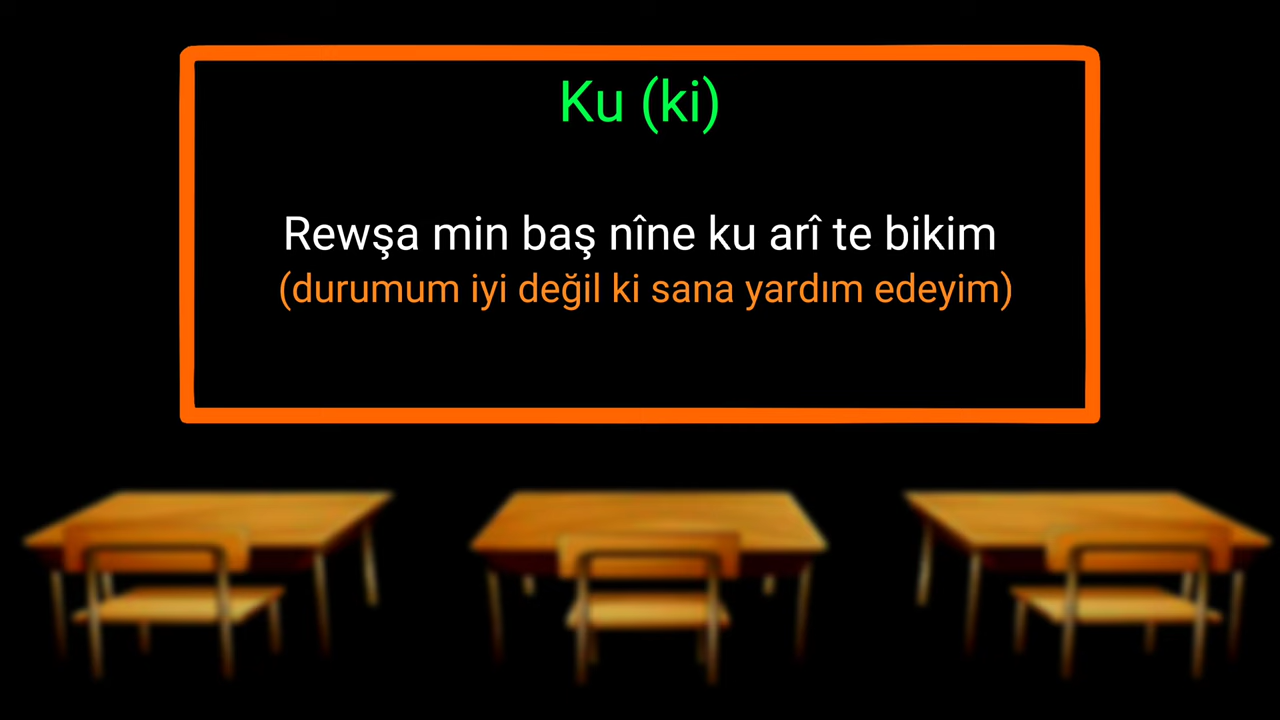 Ku (ki)
Rewşa min baş nîne ku arî te bikim
(durumum iyi değil ki sana yardım edeyim)